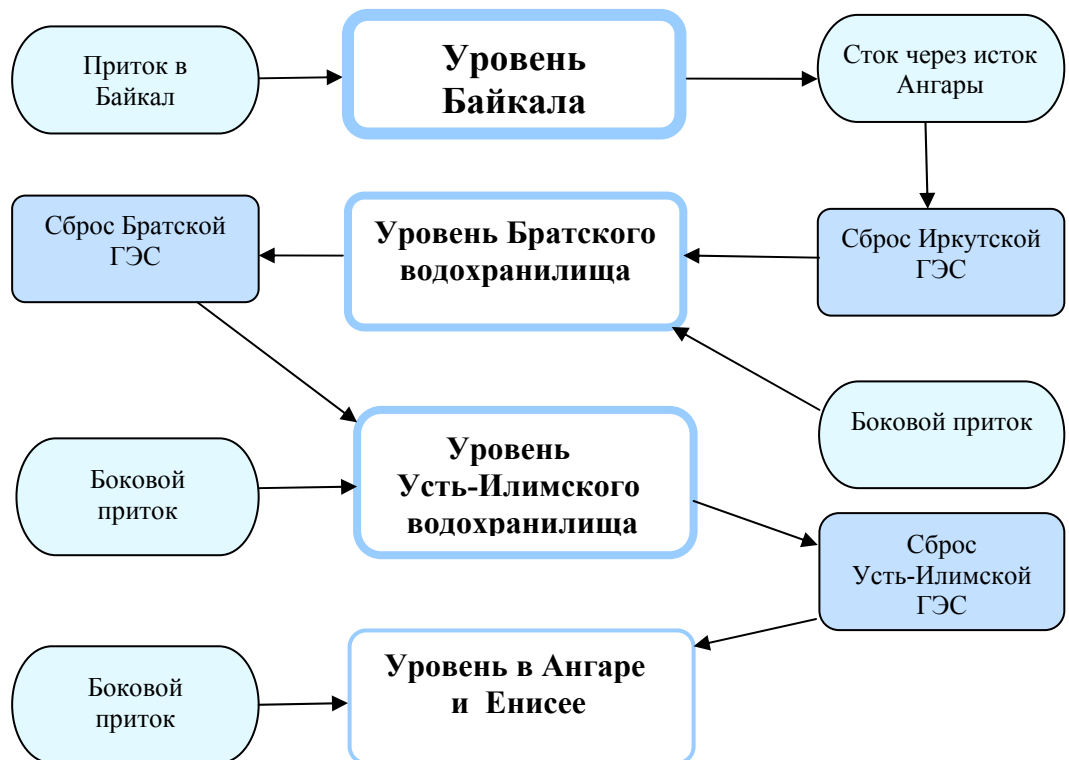 Приток в
Байкал
Уровень
Байкала
Сток через исток
Ангары
Сброс Братской
ГЭС
Уровень Братского
водохранилища
Сброс Иркутской
ГЭС
Боковой приток
Боковой
приток
Уровень
Усть-Илимского
водохранилища
Сброс
Усть-Илимской
ГЭС
Боковой
приток
Уровень в Ангаре
и Енисее